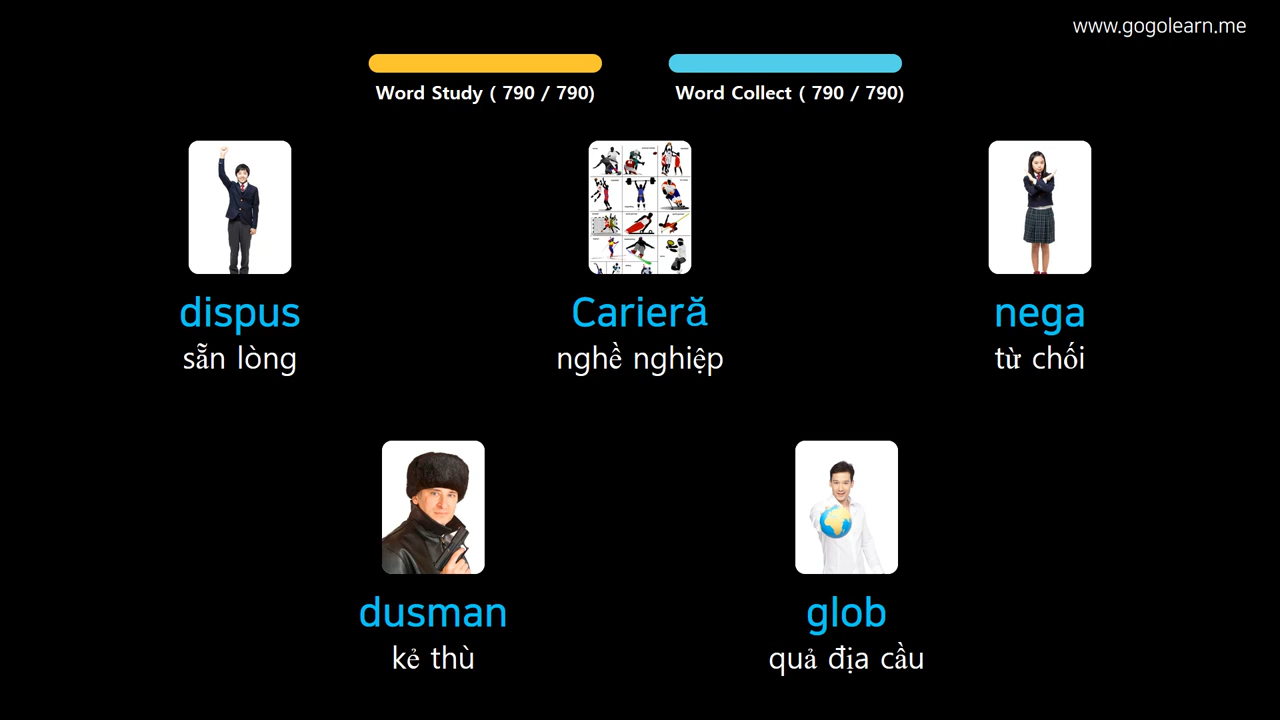 www.gogolearn.me
Word Study ( 790 / 790)
Word Collect ( 790 / 790)
dispus
sẵn lòng
Carieră
nghề nghiệp
nega
từ chối
dusman
kẻ thù
glob
quả địa cầu